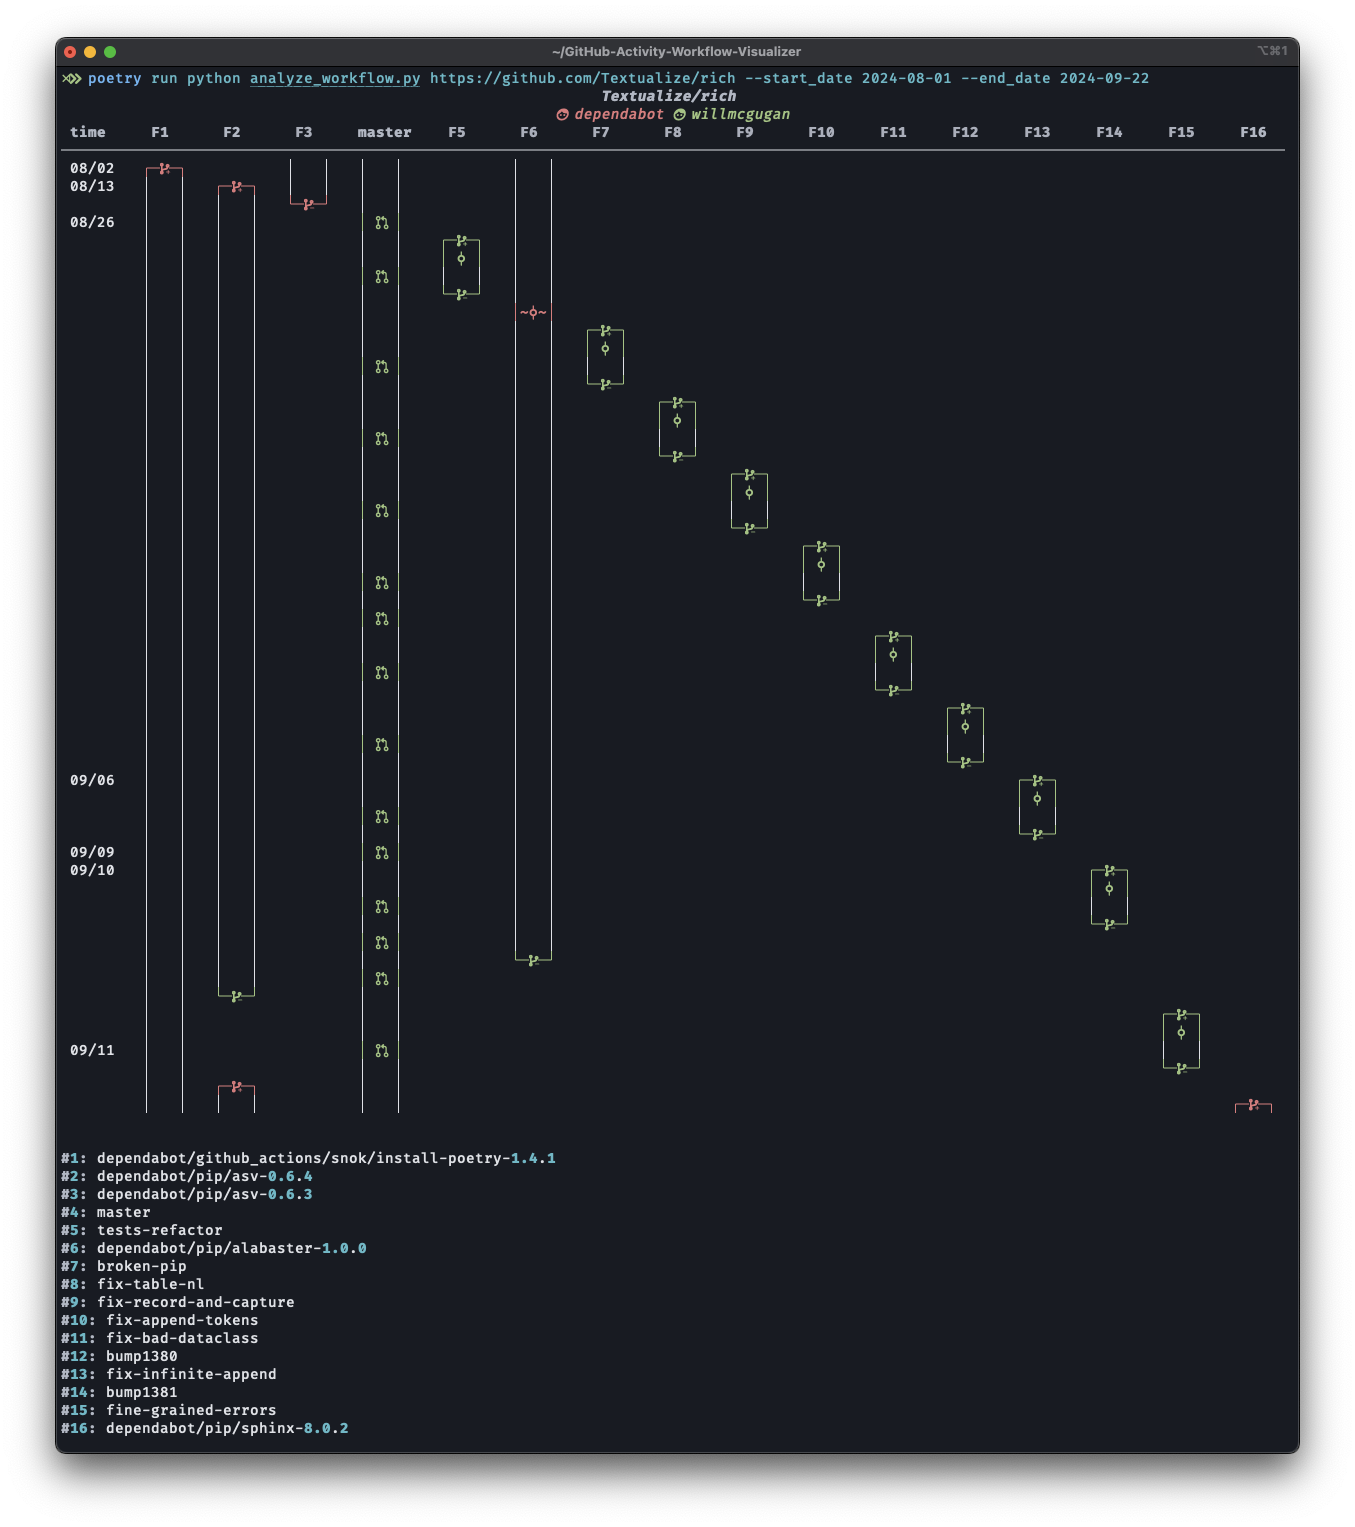 ~/GitHub-Activity-Workflow-Visualizer ⌥⌘1
poetry run python analyze_workflow.py https://github.com/Textualize/rich --start_date 2024-08-01 --end_date 2024-09-22
Textualize/rich
dependabot willmcgugan
time F1 F2 F3 master F5 F6 F7 F8 F9 F10 F11 F12 F13 F14 F15 F16
08/02
08/13
08/26
09/06
09/09
09/10
09/11
#1: dependabot/github_actions/snok/install-poetry-1.4.1
#2: dependabot/pip/asv-0.6.4
#3: dependabot/pip/asv-0.6.3
#4: master
#5: tests-refactor
#6: dependabot/pip/alabaster-1.0.0
#7: broken-pip
#8: fix-table-nl
#9: fix-record-and-capture
#10: fix-append-tokens
#11: fix-bad-dataclass
#12: bump1380
#13: fix-infinite-append
#14: bump1381
#15: fine-grained-errors
#16: dependabot/pip/sphinx-8.0.2